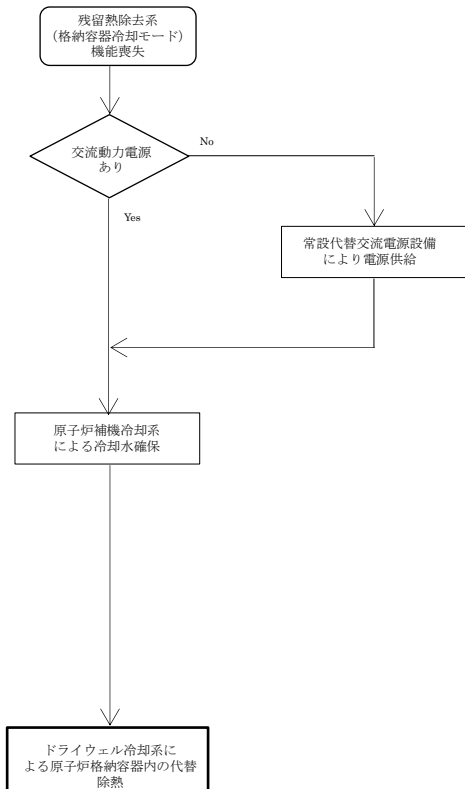 残留熱除去系
（格納容器冷却モード）
機能喪失
交流動力電源
あり
No
Yes
常設代替交流電源設備
により電源供給
原子炉補機冷却系
による冷却水確保
ドライウェル冷却系に
よる原子炉格納容器内の代替
除熱